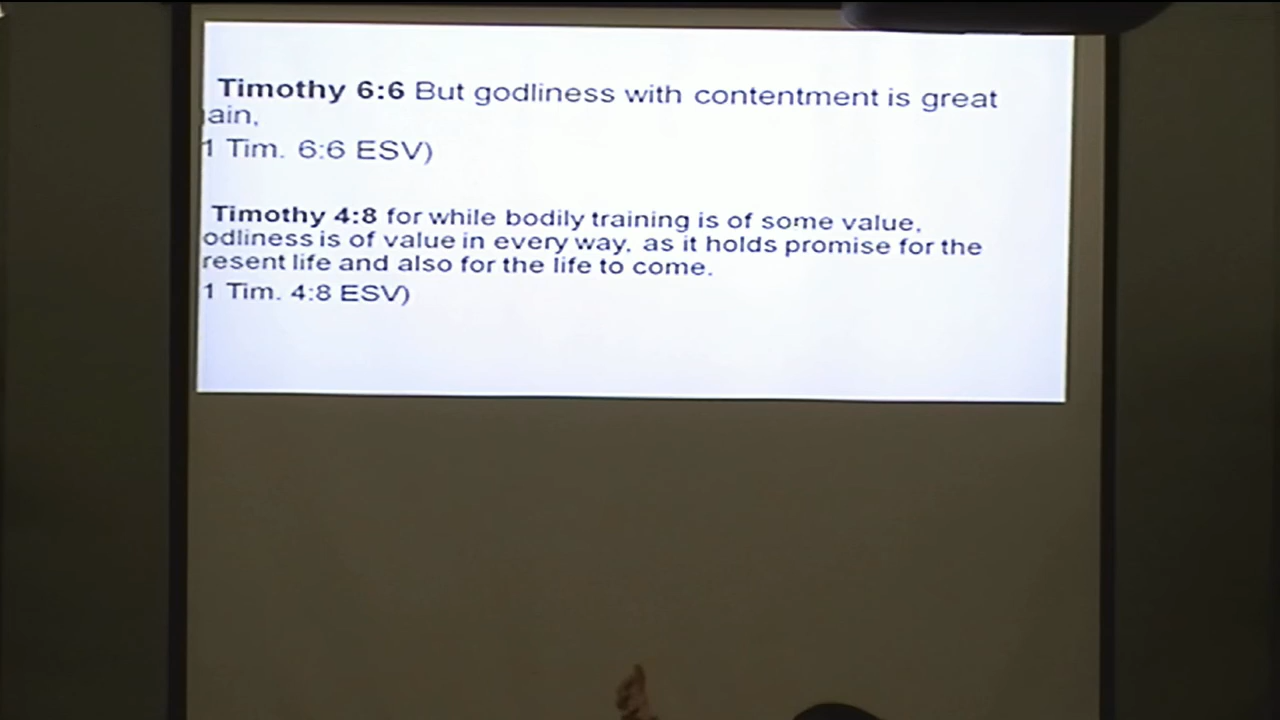 Timothy 6:6 But godliness with contentment is great
ain,
1 Tim. 6:6 ESV)
Timothy 4:8 for while bodily training is of some value,
odliness is of value in every way, as it holds promise for the
resent life and also for the life to come.
1 Tim. 4:8 ESV)